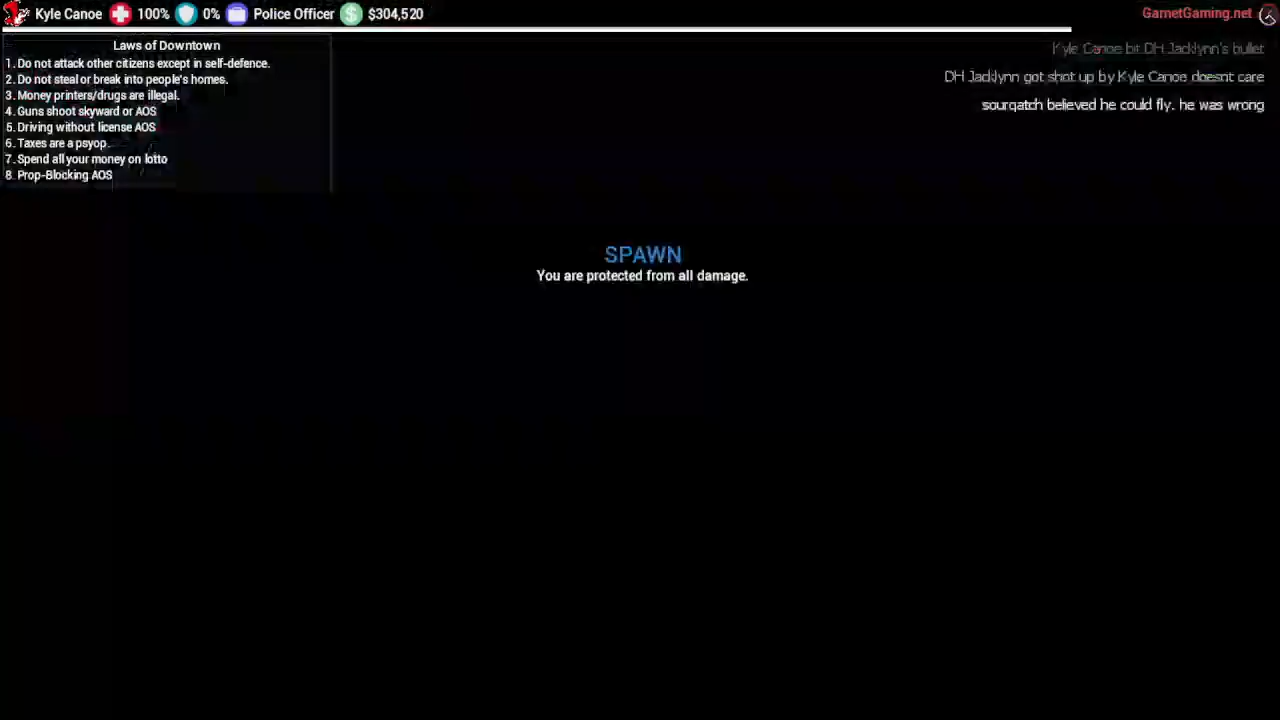 Kyle Canoe 100% 0% Police Officer $304,520
GarnetGaming.net
Laws of Downtown
1. Do not attack other citizens except in self-defence.
2. Do not steal or break into people's homes.
3. Money printers/drugs are illegal.
4. Guns shoot skyward or AOS
5. Driving without license AOS
6. Taxes are a psyop.
7. Spend all your money on lotto
8. Prop-Blocking AOS
Kyle Canoe bit DH Jacklynn's bullet
DH Jacklynn got shot up by Kyle Canoe doesnt care
sourqatch believed he could fly. he was wrong
SPAWN
You are protected from all damage.